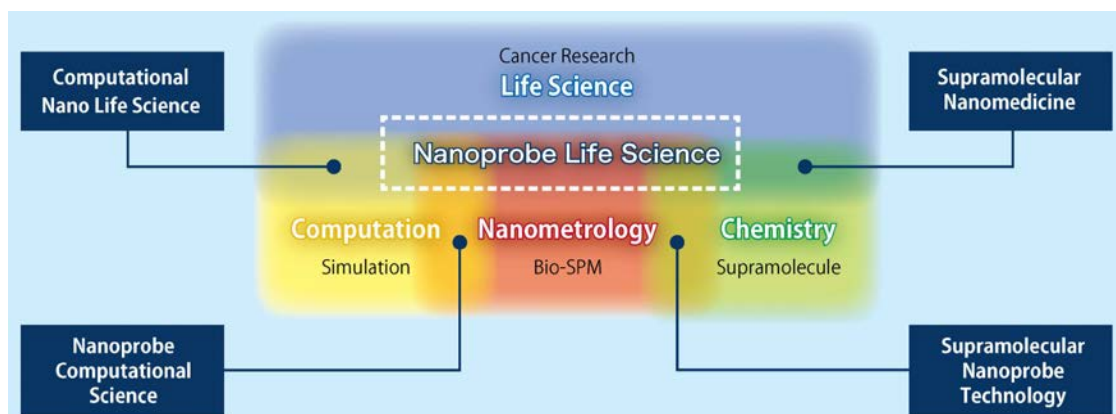 Computational
Nano Life Science
Cancer Research
Life Science
Supramolecular
Nanomedicine
Nanoprobe Life Science
Computation
Nanometrology
Chemistry
Simulation
Bio-SPM
Supramolecule
Nanoprobe
Computational
Science
Supramolecular
Nanoprobe
Technology